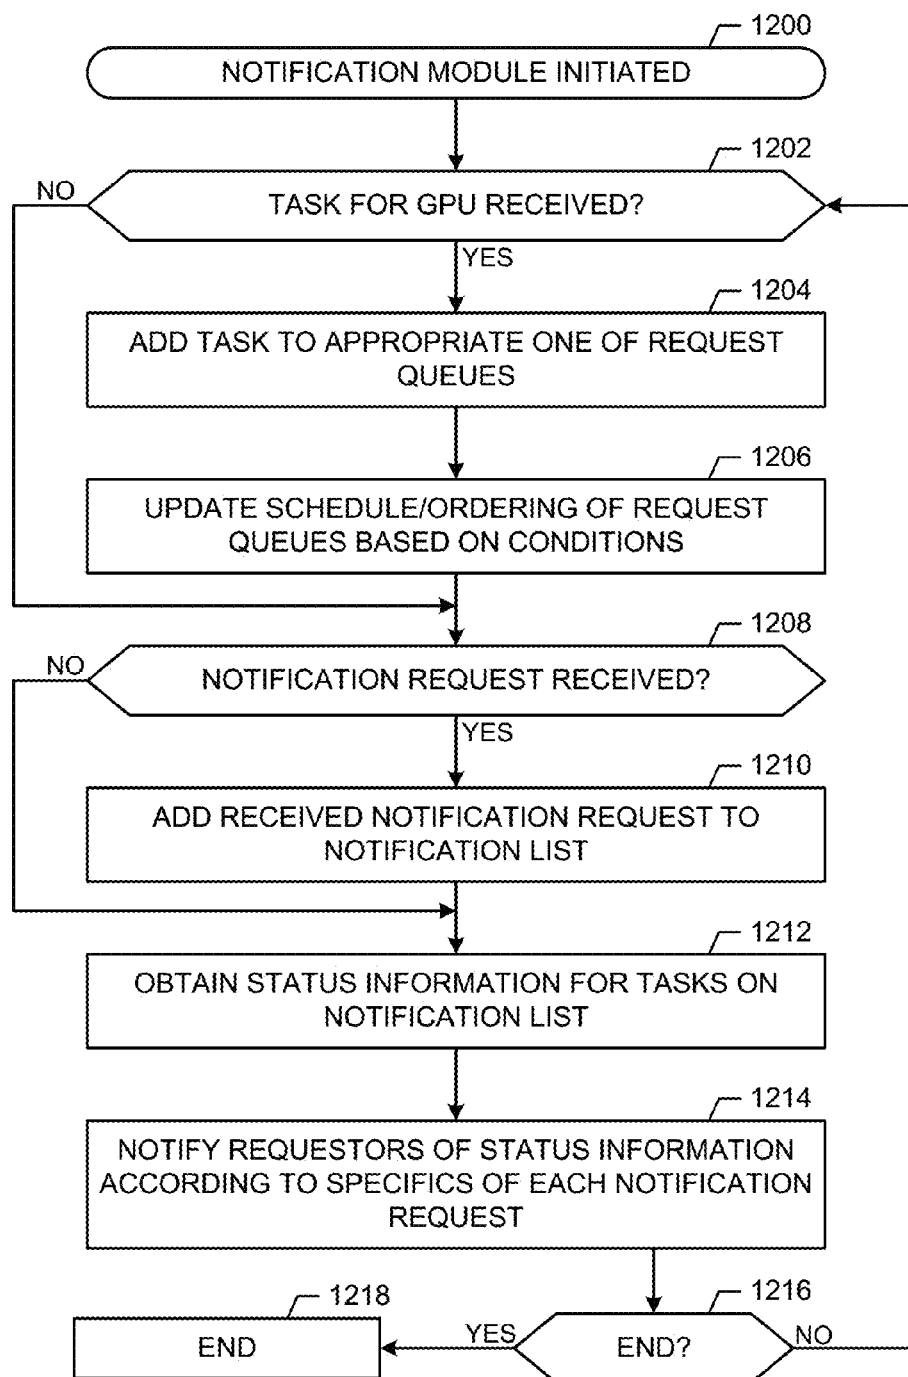 1200
NOTIFICATION MODULE INITIATED
1202
NO
TASK FOR GPU RECEIVED?
YES
1204
ADD TASK TO APPROPRIATE ONE OF REQUEST
QUEUES
1206
UPDATE SCHEDULE/ORDERING OF REQUEST
QUEUES BASED ON CONDITIONS
1208
NO
NOTIFICATION REQUEST RECEIVED?
YES
1210
ADD RECEIVED NOTIFICATION REQUEST TO
NOTIFICATION LIST
1212
OBTAIN STATUS INFORMATION FOR TASKS ON
NOTIFICATION LIST
1214
NOTIFY REQUESTORS OF STATUS INFORMATION
ACCORDING TO SPECIFICS OF EACH NOTIFICATION
REQUEST
1218
1216
END
YES
END?
NO